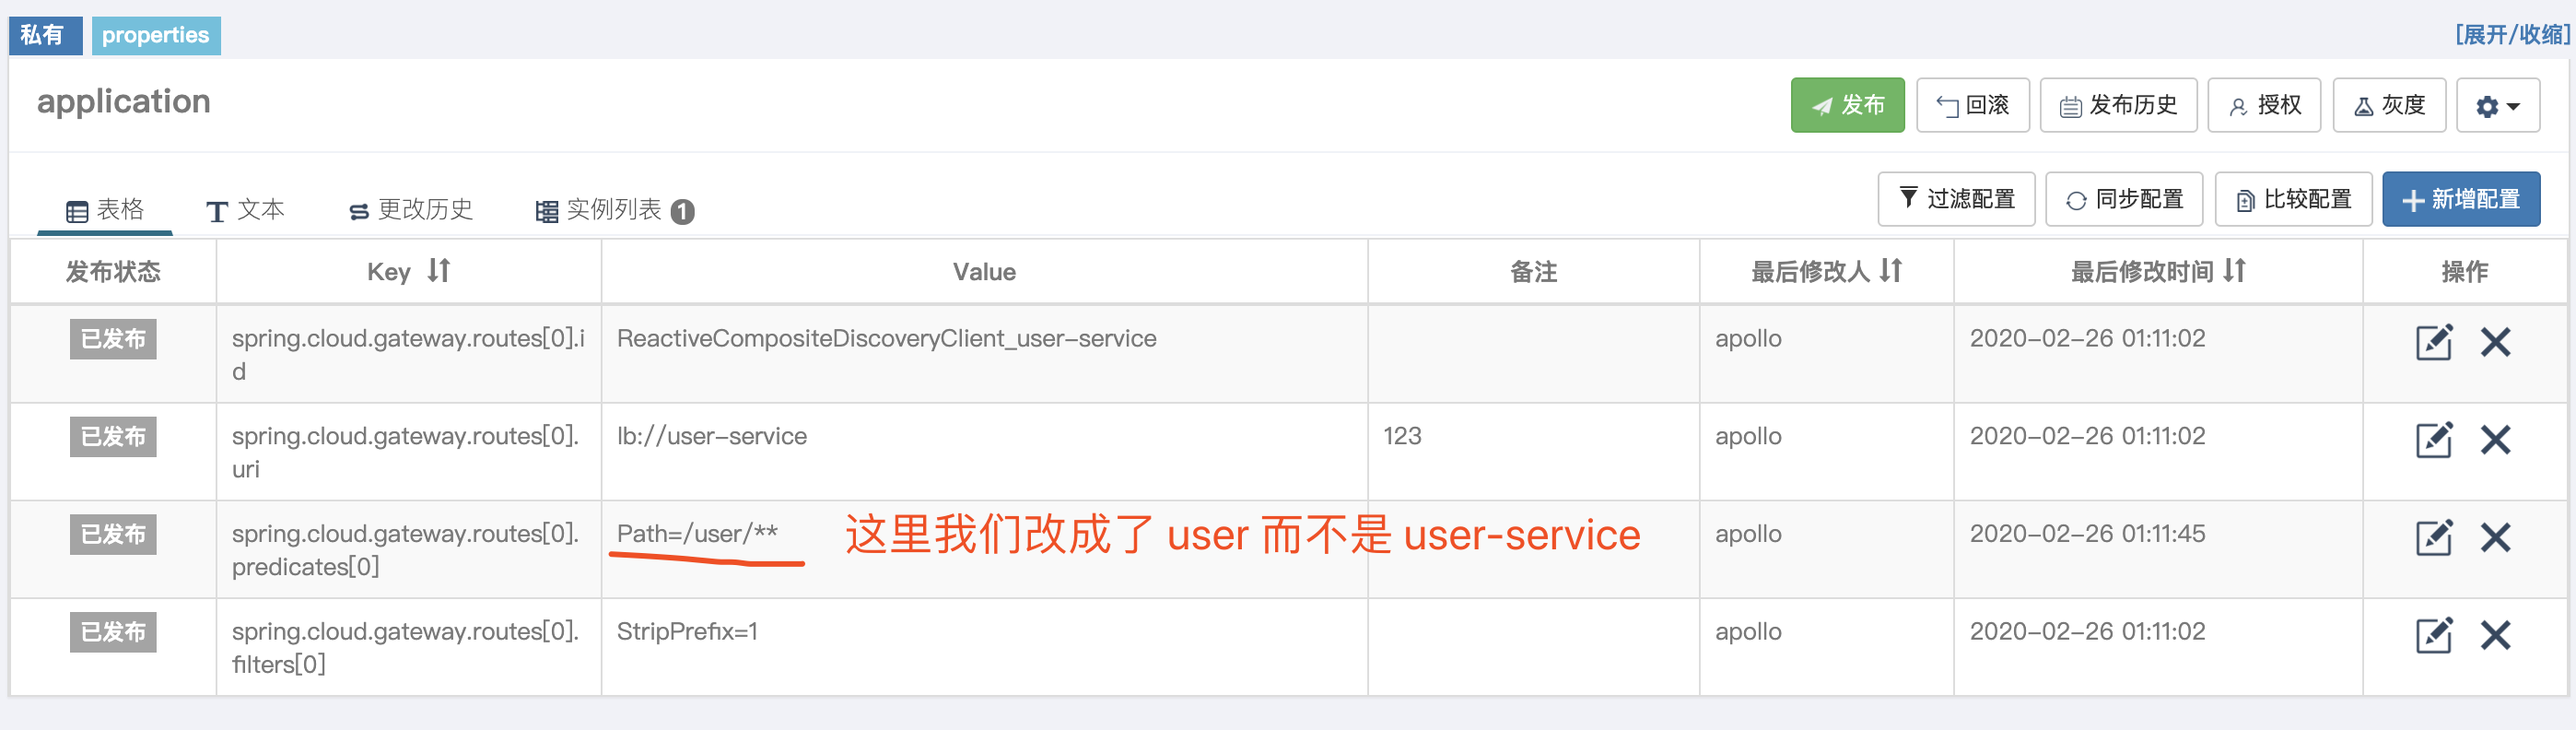 私有 properties [展开/收缩]
application 发布 回滚 发布历史 授权 灰度
表格 文本 更改历史 实例列表 1 过滤配置 同步配置 比较配置 新增配置
发布状态 Key Value 备注 最后修改人 最后修改时间 操作
已发布 spring.cloud.gateway.routes[0].i ReactiveCompositeDiscoveryClient_user-service apollo 2020-02-26 01:11:02
d
已发布 spring.cloud.gateway.routes[0]. lb://user-service 123 apollo 2020-02-26 01:11:02
uri
已发布 spring.cloud.gateway.routes[0]. Path=/user/** 这里我们改成了 user 而不是 user-service apollo 2020-02-26 01:11:45
predicates[0]
已发布 spring.cloud.gateway.routes[0]. StripPrefix=1 apollo 2020-02-26 01:11:02
filters[0]